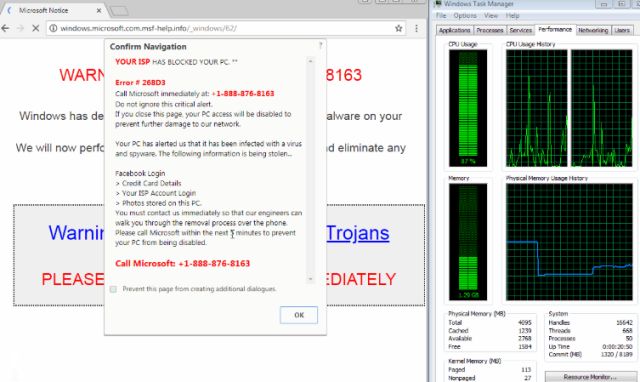 Microsoft Notice
windows.microsoft.com.msf-help.info/_windows/62/
Confirm Navigation
?
YOUR ISP HAS BLOCKED YOUR PC. **
Error # 268D3
Call Microsoft immediately at: +1-888-876-8163
Do not ignore this critical alert.
If you close this page, your PC access will be disabled to
prevent further damage to our network.
Your PC has alerted us that it has been infected with a virus
and spyware. The following information is being stolen...
Facebook Login
> Credit Card Details
> Your ISP Account Login
> Photos stored on this PC.
You must contact us immediately so that our engineers can
walk you through the removal process over the phone.
Please call Microsoft within the next 5 minutes to prevent
your PC from being disabled.
Call Microsoft: +1-888-876-8163
Prevent this page from creating additional dialogues.
OK
WAR 8163
Windows has de alware on your
We will now perfo nd eliminate any
Warnin Trojans
PLEASE EDIATELY
Windows Task Manager
File Options View Help
Applications Processes Services Performance Networking Users
CPU Usage CPU Usage History
87 %
Memory Physical Memory Usage History
1.29 GB
Physical Memory (MB)
Total 4095
Cached 1239
Available 2768
Free 1584
Kernel Memory (MB)
Paged 113
Nonpaged 27
System
Handles 16642
Threads 668
Processes 50
Up Time 0:00:20:50
Commit (MB) 1320 / 8189
Resource Monitor...